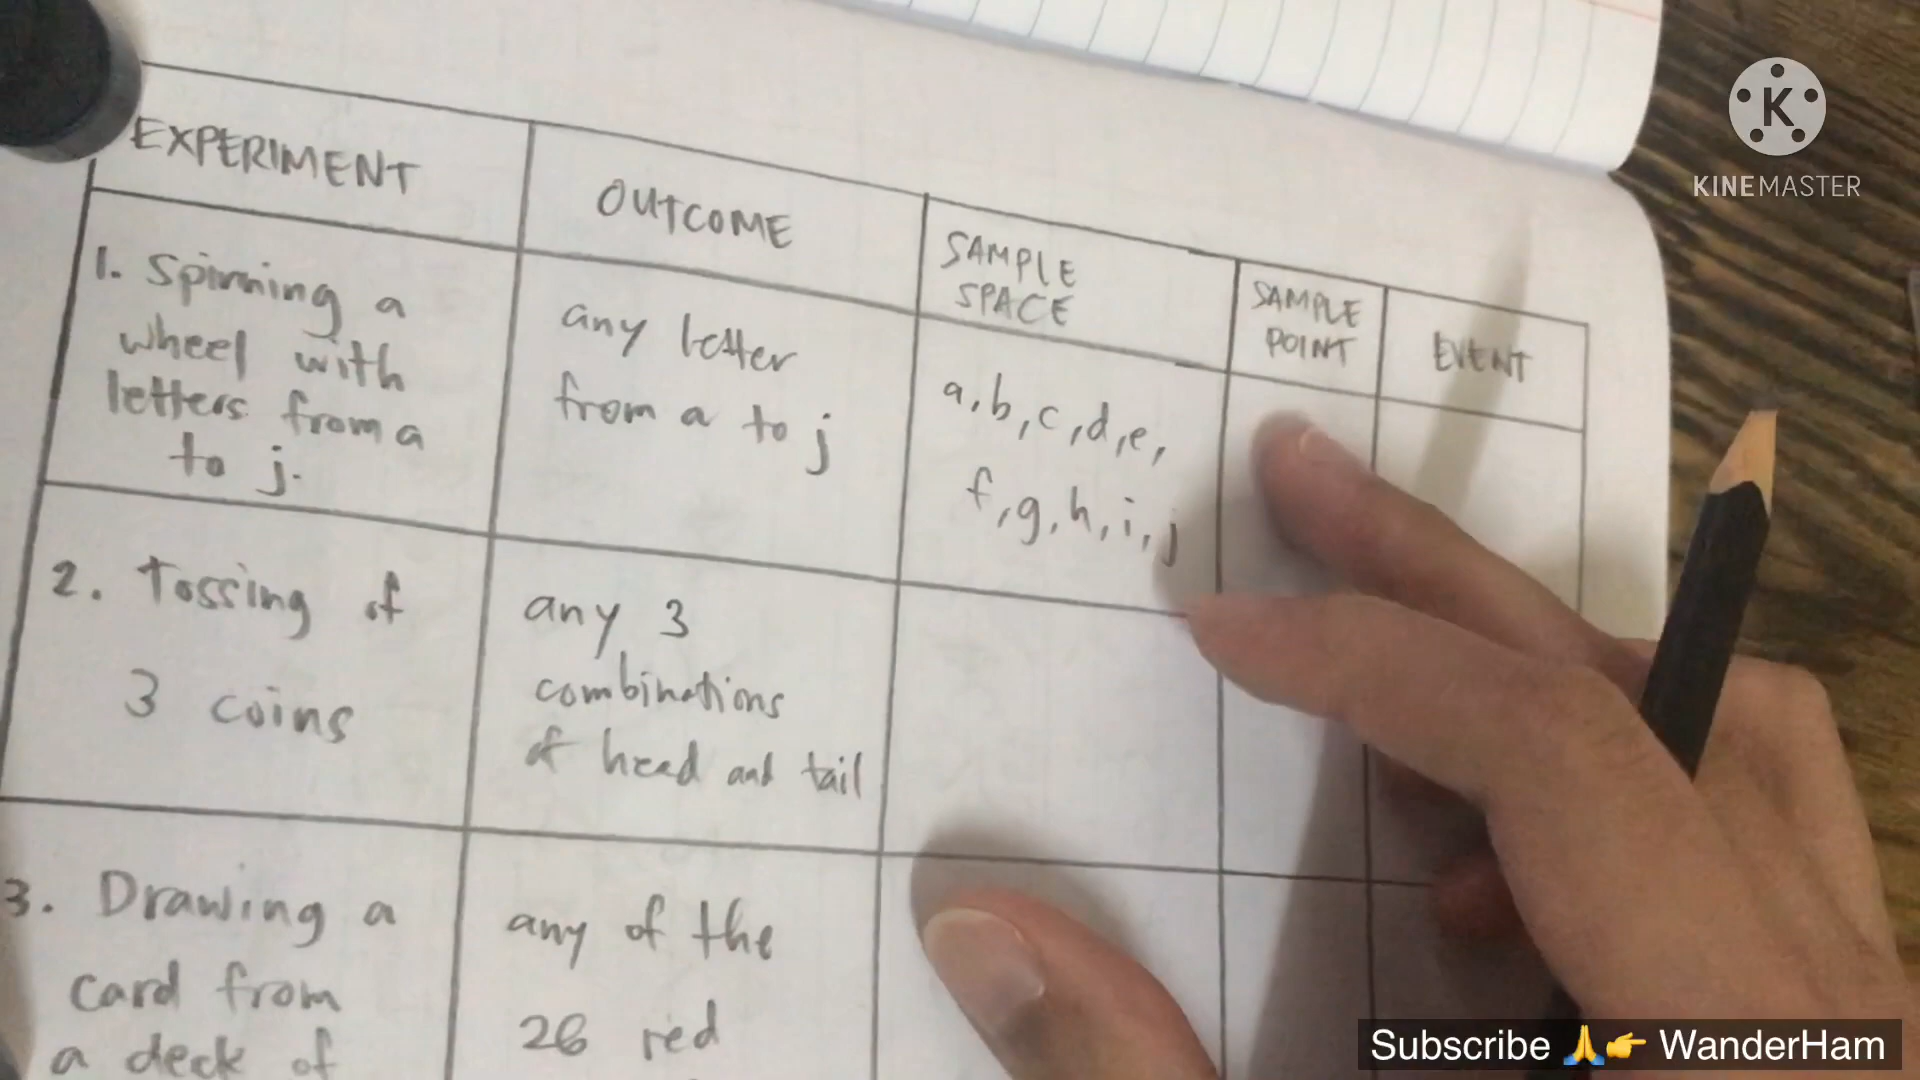 EXPERIMENT
OUTCOME
SAMPLE
SPACE
SAMPLE
POINT
EVENT
1. Spinning a
wheel with
letters from a
to j.
any letter
from a to j
a, b, c, d, e,
f, g, h, i, j
2. Tossing of
3 coins
any 3
combinations
of head and tail
3. Drawing a
card from
a deck of
any of the
26 red
K
KINEMASTER
Subscribe 🙏👉 WanderHam